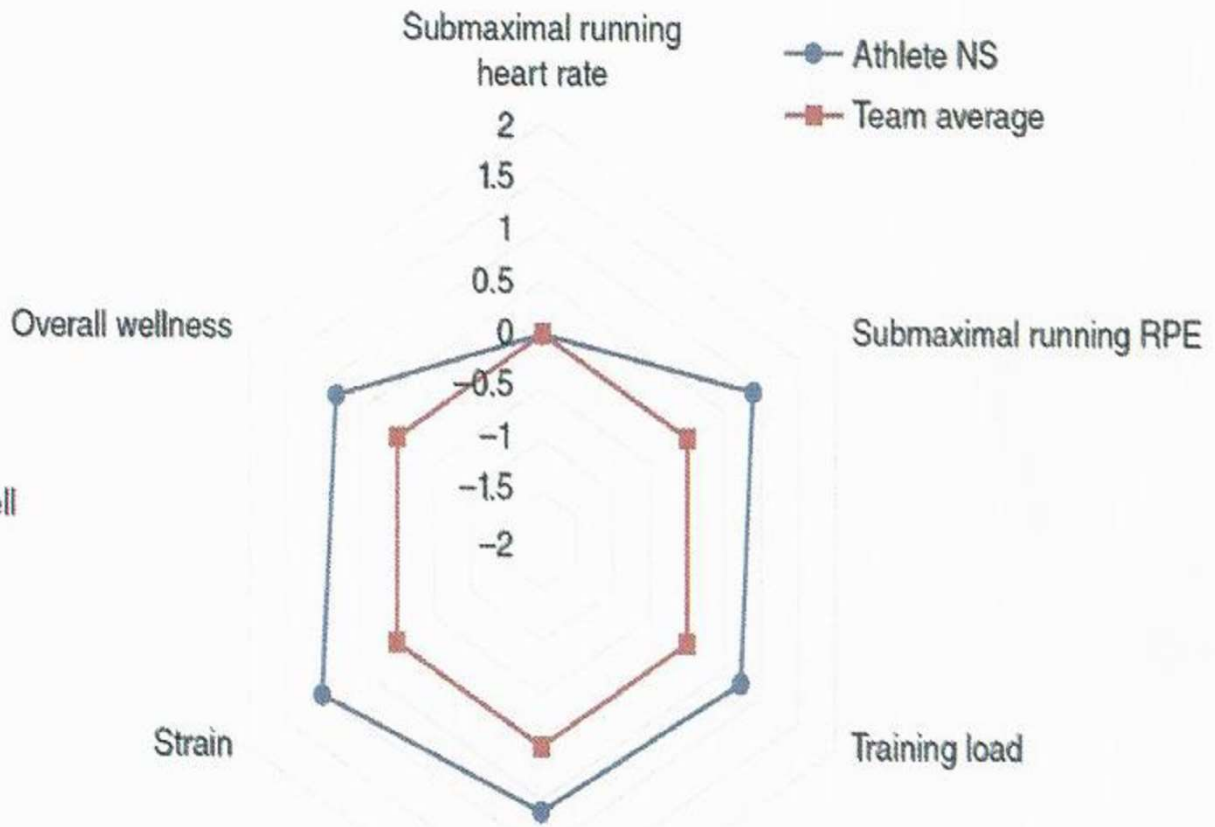 Submaximal running
heart rate
Athlete NS
Team average
2
1.5
1
0.5
0
−0.5
−1
−1.5
−2
Overall wellness
Submaximal running RPE
ell
Strain
Training load